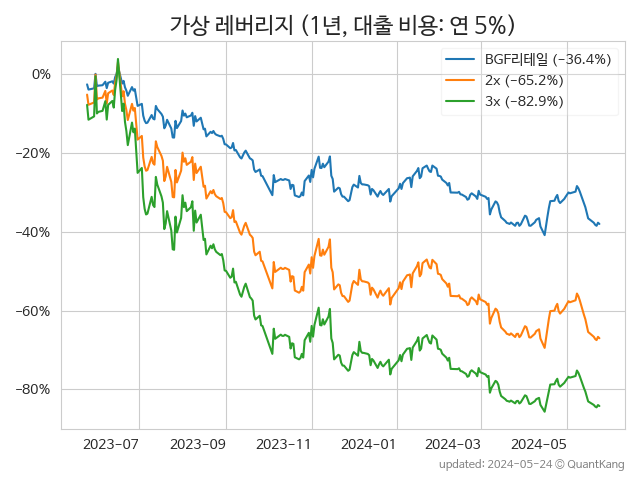 가상 레버리지 (1년, 대출 비용: 연 5%)
BGF리테일 (−36.4%)
2x (−65.2%)
3x (−82.9%)
0%
−20%
−40%
−60%
−80%
2023−07 2023−09 2023−11 2024−01 2024−03 2024−05
updated: 2024-05-24 © QuantKang